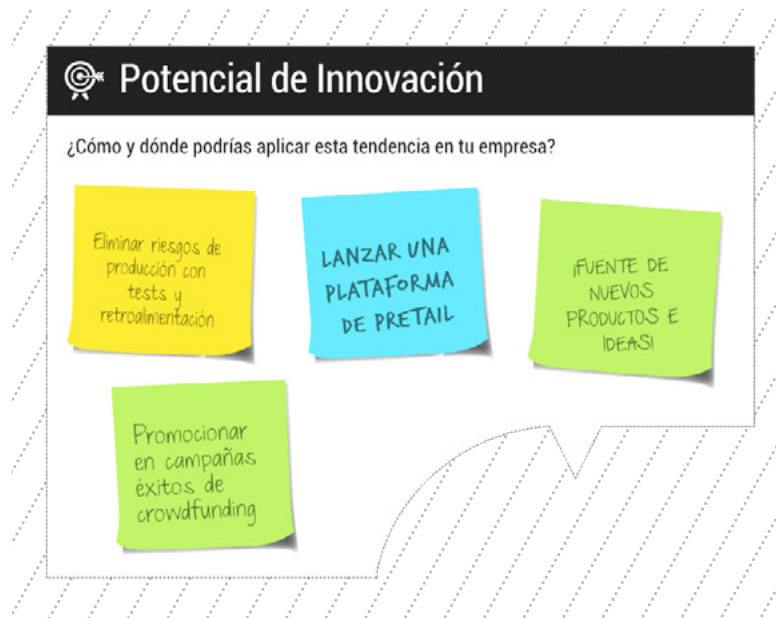 Potencial de Innovación
¿Cómo y dónde podrías aplicar esta tendencia en tu empresa?
Eliminar riesgos de
producción con
tests y
retroalimentación
LANZAR UNA
PLATAFORMA
DE PRETAIL
¡FUENTE DE
NUEVOS
PRODUCTOS E
IDEAS!
Promocionar
en campañas
éxitos de
crowdfunding